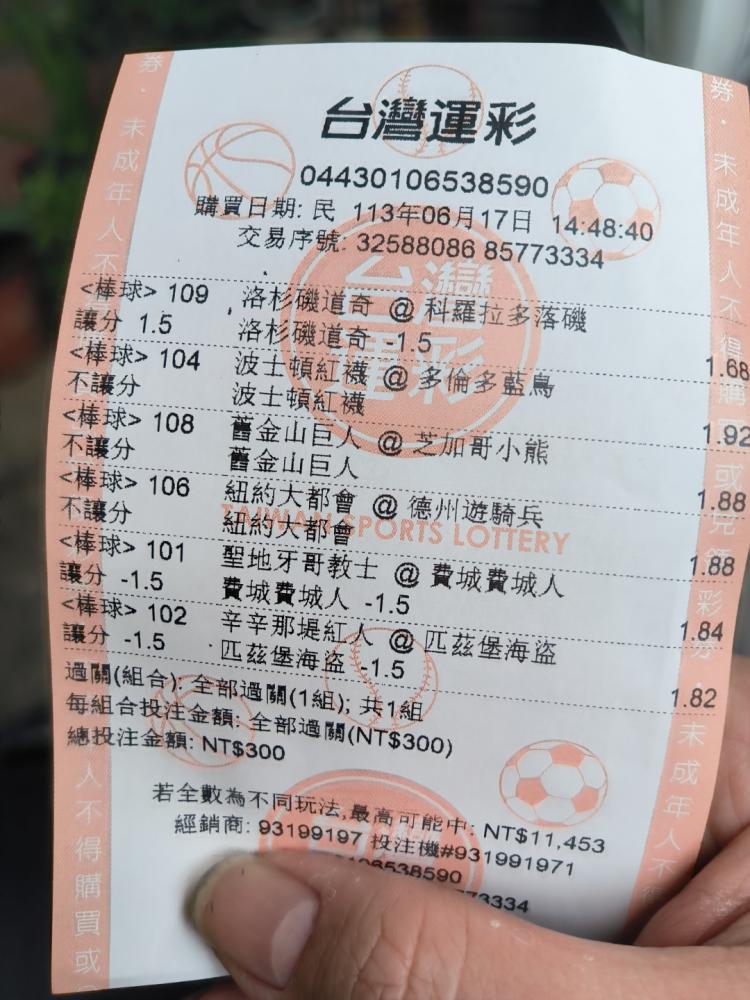 台灣運彩
04430106538590
購買日期: 民 113年06月17日 14:48:40
交易序號: 32588086 85773334
<棒球> 109 洛杉磯道奇 @ 科羅拉多落磯
讓分 1.5 洛杉磯道奇 -1.5 1.68
<棒球> 104 波士頓紅襪 @ 多倫多藍鳥
不讓分 波士頓紅襪 1.92
<棒球> 108 舊金山巨人 @ 芝加哥小熊
不讓分 舊金山巨人 1.88
<棒球> 106 紐約大都會 @ 德州遊騎兵
不讓分 紐約大都會 1.88
TAIWAN SPORTS LOTTERY
<棒球> 101 聖地牙哥教士 @ 費城費城人
讓分 -1.5 費城費城人 -1.5 1.84
<棒球> 102 辛辛那堤紅人 @ 匹茲堡海盜
讓分 -1.5 匹茲堡海盜 -1.5 1.82
過關(組合): 全部過關(1組); 共1組
每組合投注金額: 全部過關(NT$300)
總投注金額: NT$300
若全數為不同玩法,最高可能中: NT$11,453
經銷商: 93199197 投注機#931991971
06538590
73334
台灣
運彩
券、未成年人不
人不得購買或
券、未成年人不得購
或兌領彩券
未成年人不得